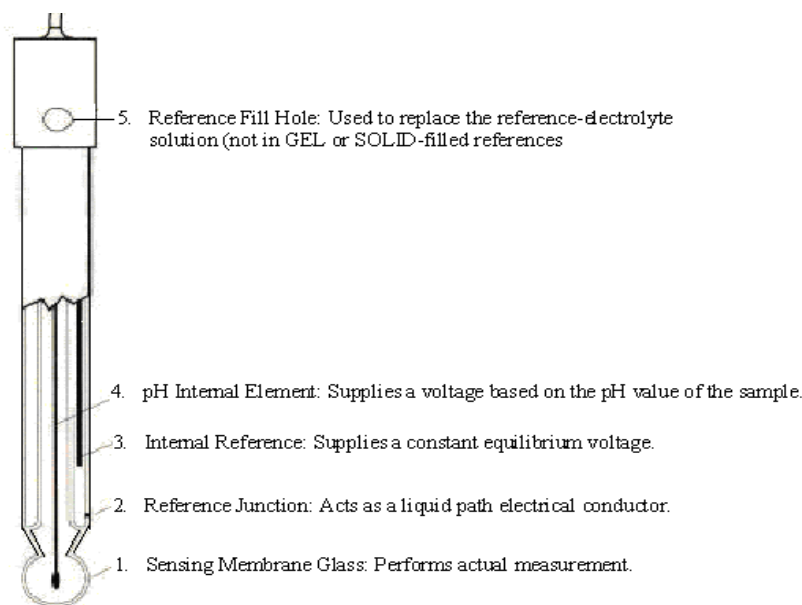 5. Reference Fill Hole: Used to replace the reference-electrolyte
solution (not in GEL or SOLID-filled references
4. pH Internal Element: Supplies a voltage based on the pH value of the sample.
3. Internal Reference: Supplies a constant equilibrium voltage.
2. Reference Junction: Acts as a liquid path electrical conductor.
1. Sensing Membrane Glass: Performs actual measurement.